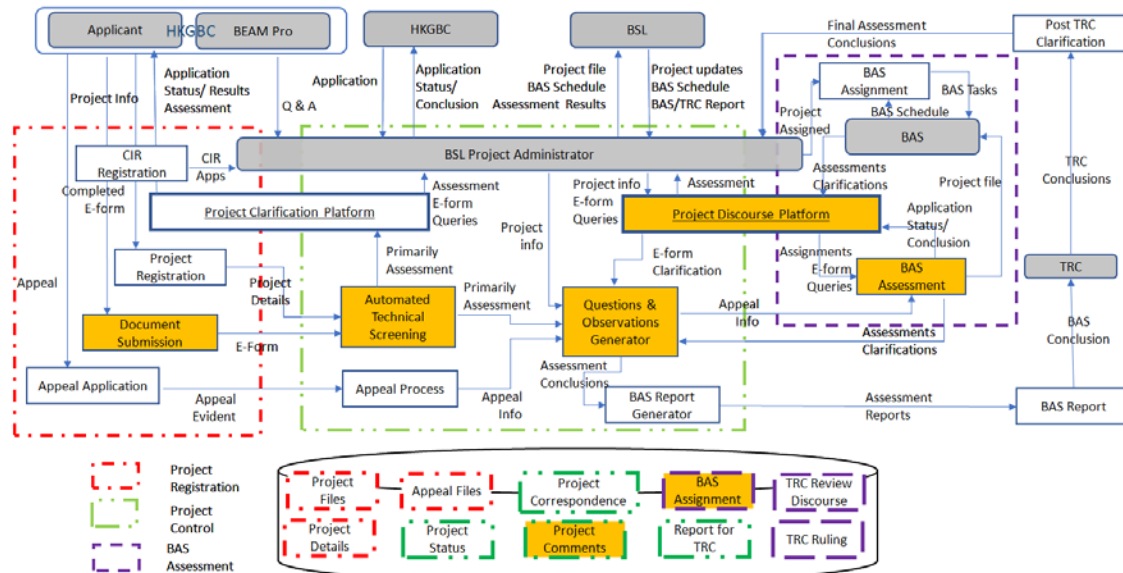 HKGBC
Applicant
BEAM Pro
HKGBC
BSL
Final Assessment
Conclusions
Post TRC
Clarification
Project Info
Application
Status/ Results
Assessment
Q & A
Application
Application
Status/
Conclusion
Project file
BAS Schedule
Assessment Results
Project updates
BAS Schedule
BAS/TRC Report
BAS
Assignment
BAS Tasks
BAS Schedule
Project
Assigned
BAS
CIR
Registration
CIR
Apps
BSL Project Administrator
Completed
E-form
Project Clarification Platform
Assessment
E-form
Queries
Project info
E-form
Queries
Assessment
Assessments
Clarifications
Project file
TRC
Conclusions
Project Discourse Platform
Project
info
Application
Status/
Conclusion
Primarily
Assessment
E-form
Clarification
Assignments
E-form
Queries
BAS
Assessment
TRC
Project
Registration
Appeal
Project
Details
Automated
Technical
Screening
Primarily
Assessment
Questions &
Observations
Generator
Appeal
Info
Document
Submission
E-Form
Assessments
Clarifications
BAS
Conclusion
Appeal Application
Appeal
Evident
Appeal Process
Appeal
Info
Assessment
Conclusions
BAS Report
Generator
Assessment
Reports
BAS Report
Project
Registration
Project
Control
BAS
Assessment
Project
Files
Appeal Files
Project
Correspondence
BAS
Assignment
TRC Review
Discourse
Project
Details
Project
Status
Project
Comments
Report for
TRC
TRC Ruling